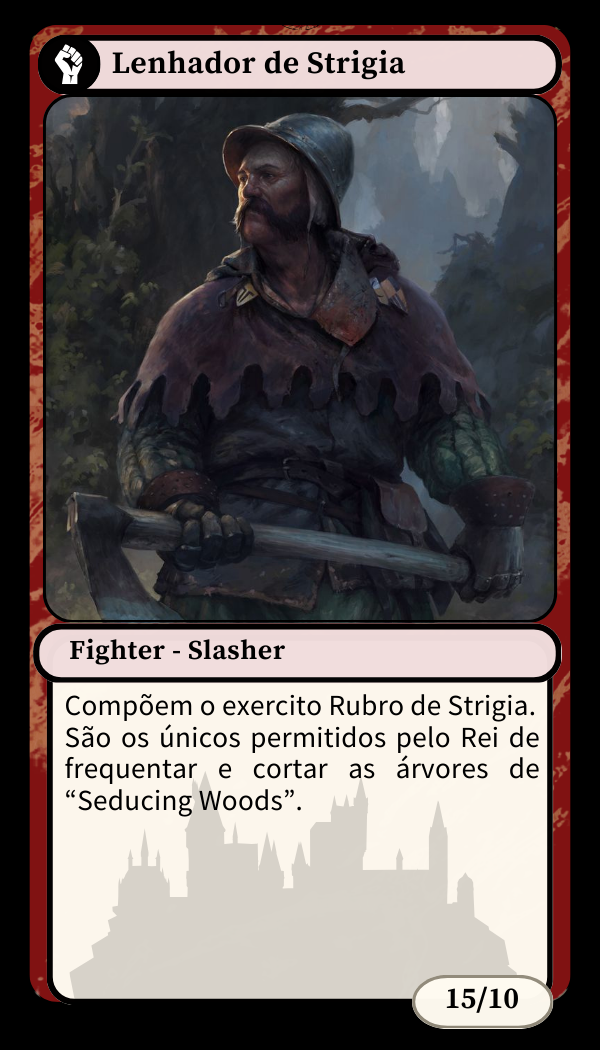 Lenhador de Strigia
Fighter - Slasher
Compõem o exercito Rubro de Strigia.
São os únicos permitidos pelo Rei de
frequentar e cortar as árvores de
“Seducing Woods”.
15/10